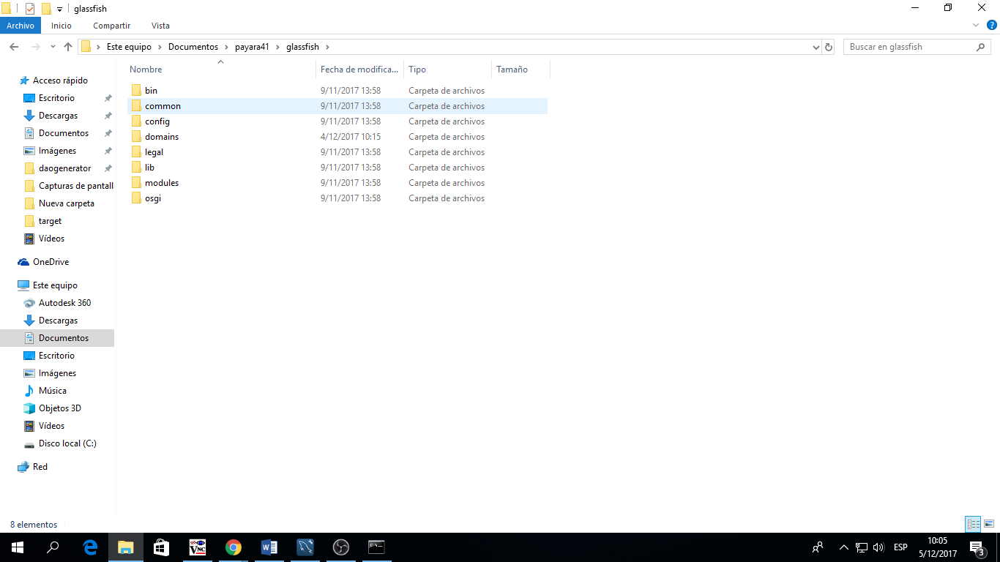 glassfish
Archivo Inicio Compartir Vista
Este equipo Documentos payara41 glassfish
Buscar en glassfish
Nombre Fecha de modifica... Tipo Tamaño
bin 9/11/2017 13:58 Carpeta de archivos
common 9/11/2017 13:58 Carpeta de archivos
config 9/11/2017 13:58 Carpeta de archivos
domains 4/12/2017 10:15 Carpeta de archivos
legal 9/11/2017 13:58 Carpeta de archivos
lib 9/11/2017 13:58 Carpeta de archivos
modules 9/11/2017 13:58 Carpeta de archivos
osgi 9/11/2017 13:58 Carpeta de archivos
Acceso rápido
Escritorio
Descargas
Documentos
Imágenes
daogenerator
Capturas de pantall
Nueva carpeta
target
Vídeos
OneDrive
Este equipo
Autodesk 360
Descargas
Documentos
Escritorio
Imágenes
Música
Objetos 3D
Vídeos
Disco local (C:)
Red
8 elementos
VNC
ESP
10:05
5/12/2017
3